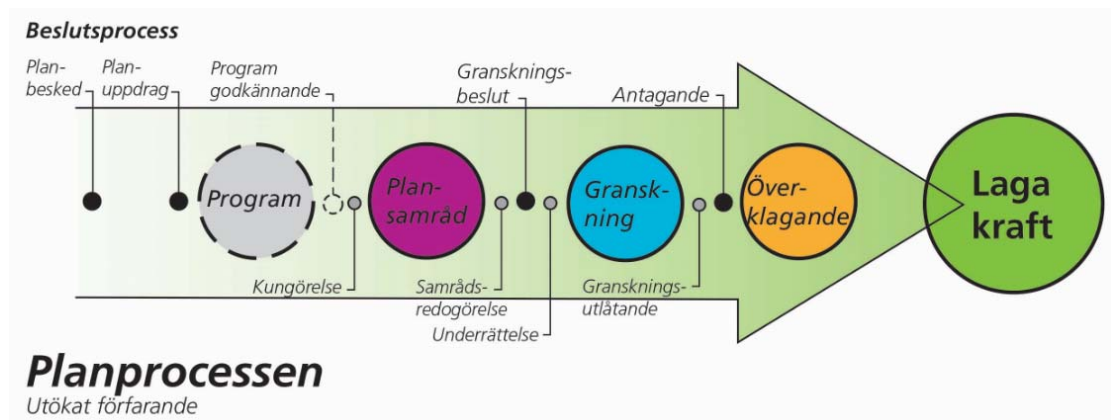 Beslutsprocess
Plan-
besked
Plan-
uppdrag
Program
godkännande
Gransknings-
beslut
Antagande
Program
Plan-
samråd
Gransk-
ning
Över-
klagande
Laga
kraft
Kungörelse
Samråds-
redogörelse
Underrättelse
Gransknings-
utlåtande
Planprocessen
Utökat förfarande